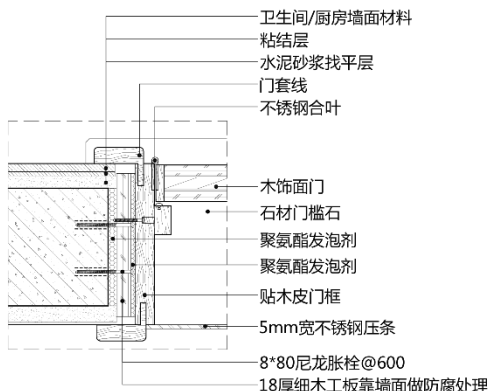 卫生间/厨房墙面材料
粘结层
水泥砂浆找平层
门套线
不锈钢合叶
木饰面门
石材门槛石
聚氨酯发泡剂
聚氨酯发泡剂
贴木皮门框
5mm宽不锈钢压条
8*80尼龙胀栓@600
18厚细木工板靠墙面做防腐处理